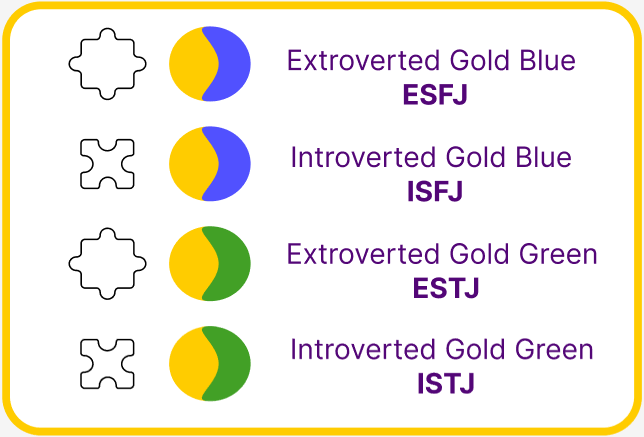 Extroverted Gold Blue
ESFJ
Introverted Gold Blue
ISFJ
Extroverted Gold Green
ESTJ
Introverted Gold Green
ISTJ